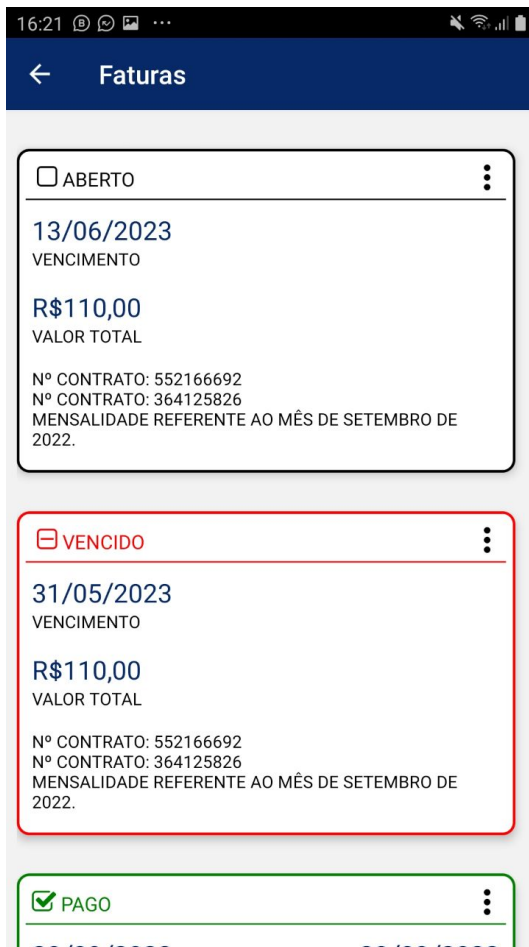 16:21
Faturas
ABERTO
13/06/2023
VENCIMENTO
R$110,00
VALOR TOTAL
Nº CONTRATO: 552166692
Nº CONTRATO: 364125826
MENSALIDADE REFERENTE AO MÊS DE SETEMBRO DE
2022.
VENCIDO
31/05/2023
VENCIMENTO
R$110,00
VALOR TOTAL
Nº CONTRATO: 552166692
Nº CONTRATO: 364125826
MENSALIDADE REFERENTE AO MÊS DE SETEMBRO DE
2022.
PAGO